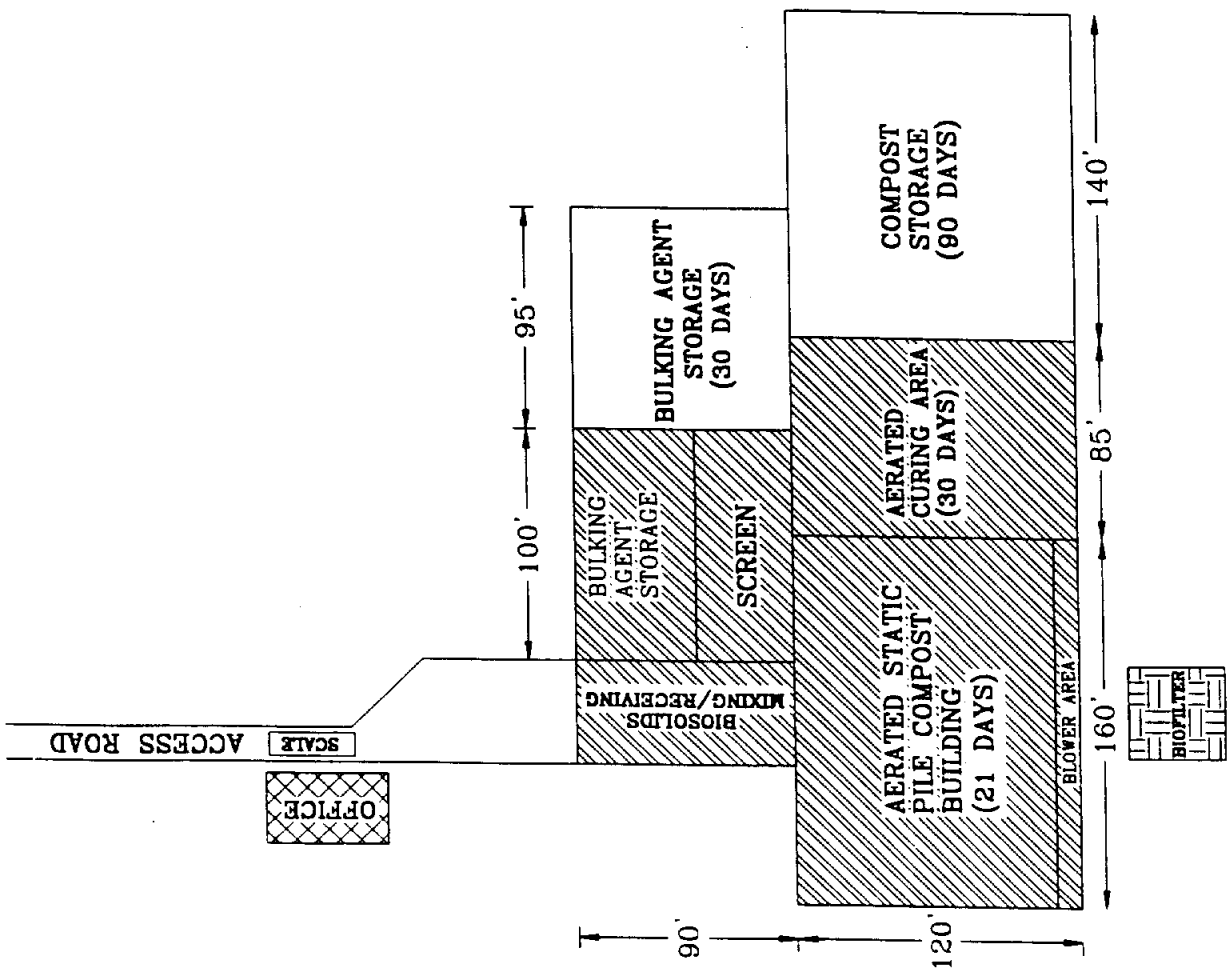 ACCESS ROAD
SCALE
OFFICE
95'
100'
90'
BULKING AGENT
STORAGE
(30 DAYS)
BULKING
AGENT
STORAGE
SCREEN
BIOSOLIDS
MIXING/RECEIVING
COMPOST
STORAGE
(90 DAYS)
AERATED
CURING AREA
(30 DAYS)
AERATED STATIC
PILE COMPOST
BUILDING
(21 DAYS)
BLOWER AREA
120'
140'
85'
160'
BIOFILTER